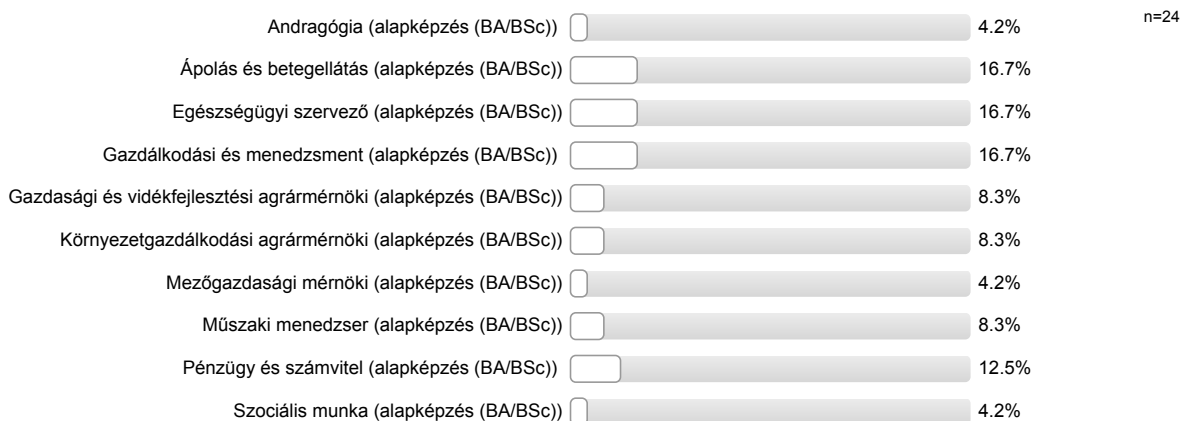 n=24
Andragógia (alapképzés (BA/BSc)) 4.2%
Ápolás és betegellátás (alapképzés (BA/BSc)) 16.7%
Egészségügyi szervező (alapképzés (BA/BSc)) 16.7%
Gazdálkodási és menedzsment (alapképzés (BA/BSc)) 16.7%
Gazdasági és vidékfejlesztési agrármérnöki (alapképzés (BA/BSc)) 8.3%
Környezetgazdálkodási agrármérnöki (alapképzés (BA/BSc)) 8.3%
Mezőgazdasági mérnöki (alapképzés (BA/BSc)) 4.2%
Műszaki menedzser (alapképzés (BA/BSc)) 8.3%
Pénzügy és számvitel (alapképzés (BA/BSc)) 12.5%
Szociális munka (alapképzés (BA/BSc)) 4.2%